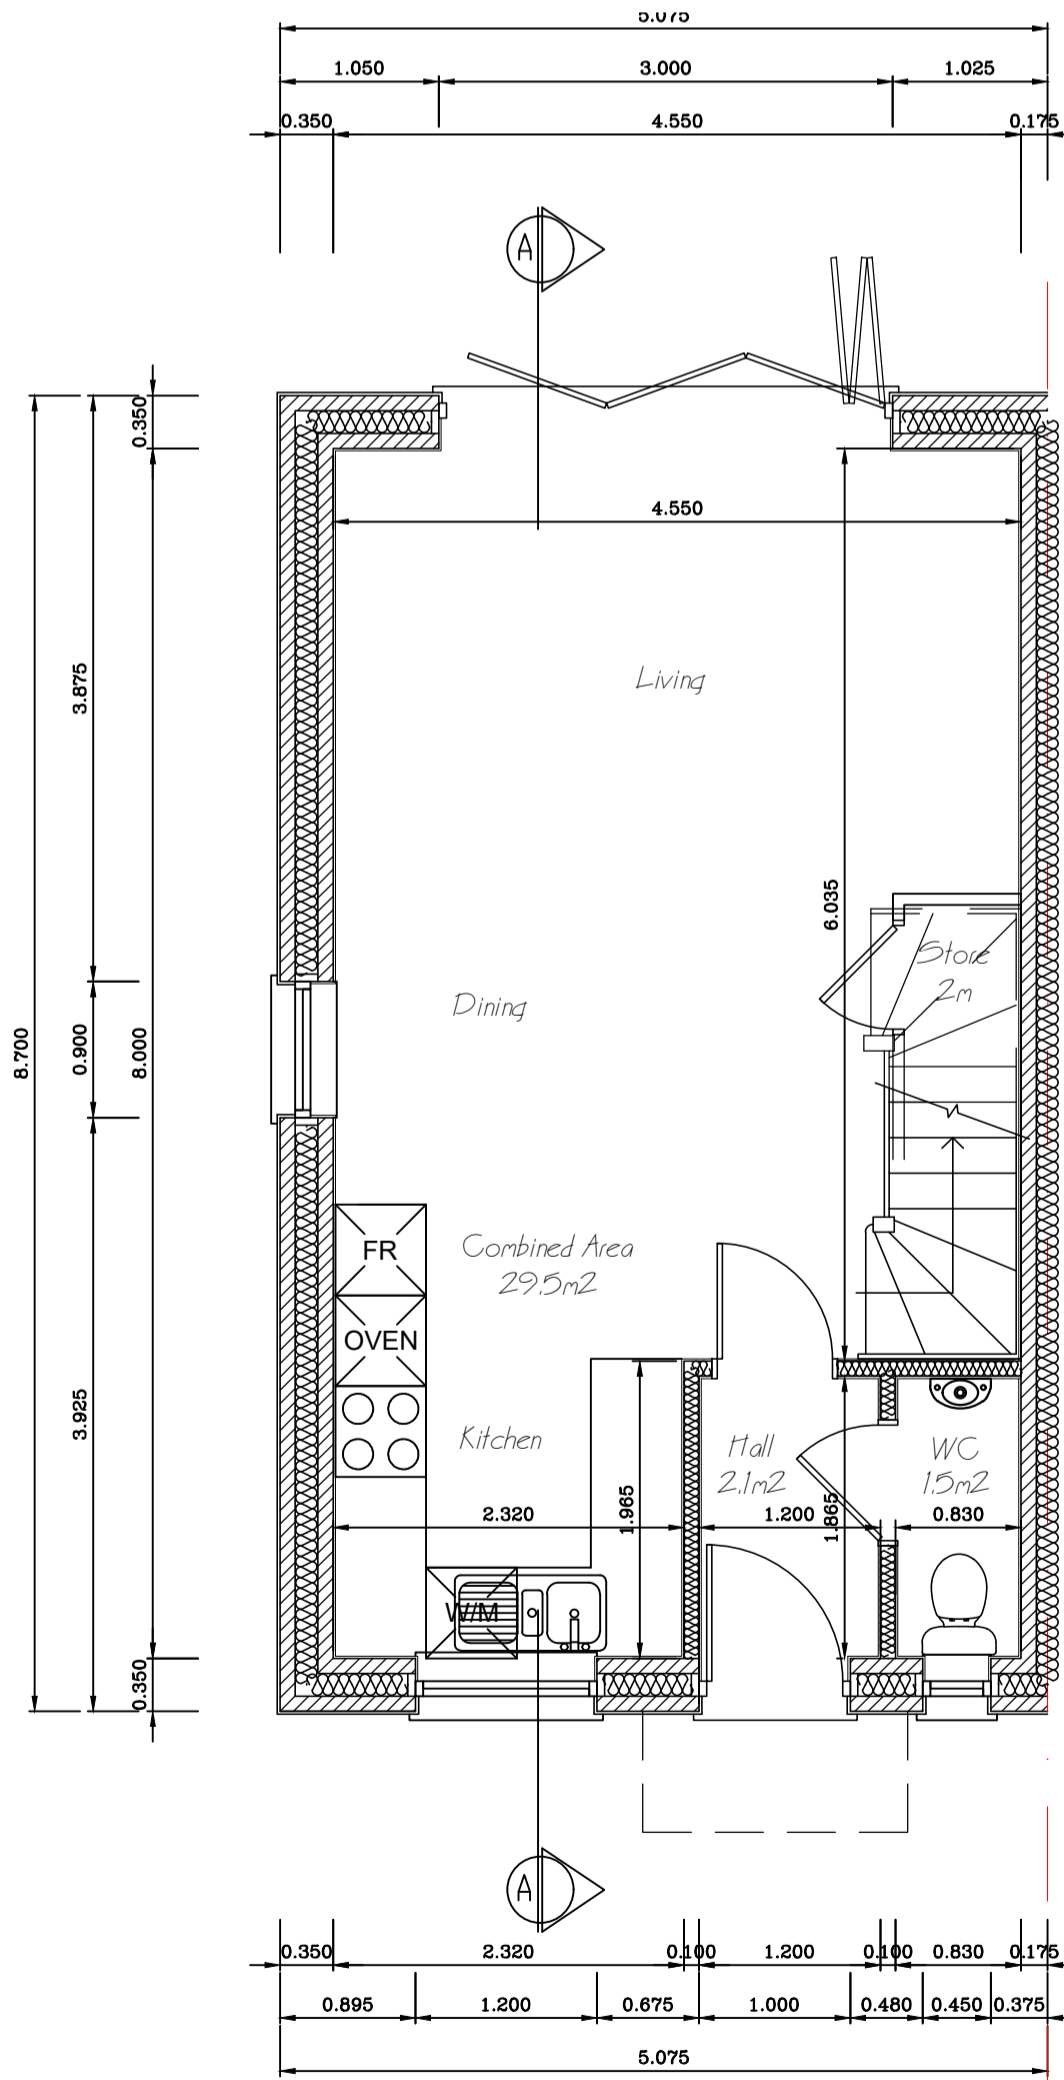 5.075
1.050 3.000 1.025
0.350 4.550 0.175
A
0.350
4.550
3.875
Living
6.035
Store
2m
Dining
8.700
0.900
8.000
FR
Combined Area
29.5m2
OVEN
3.925
Kitchen
Hall
2.1m2
WC
1.5m2
2.320
1.965
1.200
1.865
0.830
W/M
0.350
A
0.350 2.320 0.100 1.200 0.100 0.830 0.175
0.895 1.200 0.675 1.000 0.480 0.450 0.375
5.075